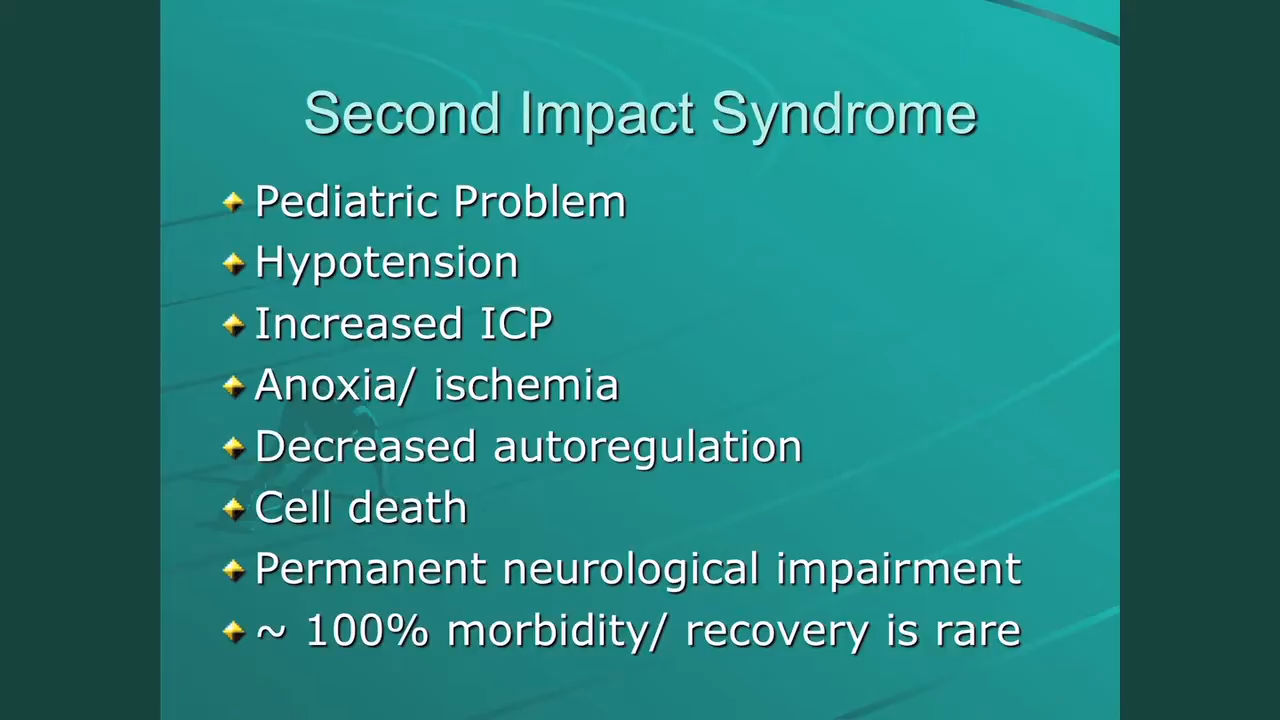 Second Impact Syndrome
Pediatric Problem
Hypotension
Increased ICP
Anoxia/ ischemia
Decreased autoregulation
Cell death
Permanent neurological impairment
~ 100% morbidity/ recovery is rare